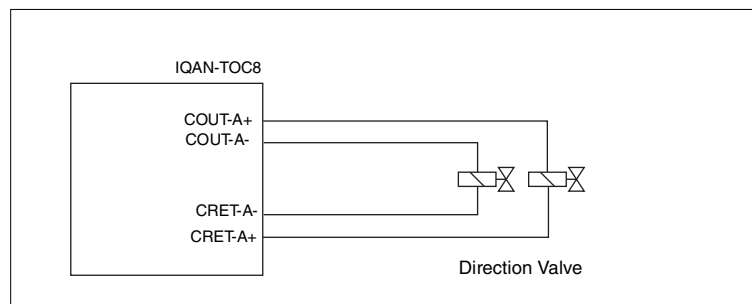 IQAN-TOC8
COUT-A+
COUT-A-
CRET-A-
CRET-A+
Direction Valve